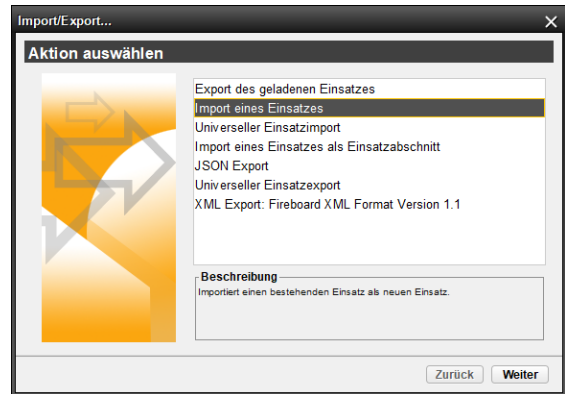 Import/Export...
Aktion auswählen
Export des geladenen Einsatzes
Import eines Einsatzes
Universeller Einsatzimport
Import eines Einsatzes als Einsatzabschnitt
JSON Export
Universeller Einsatzexport
XML Export: Fireboard XML Format Version 1.1
Beschreibung
Importiert einen bestehenden Einsatz als neuen Einsatz.
Zurück Weiter